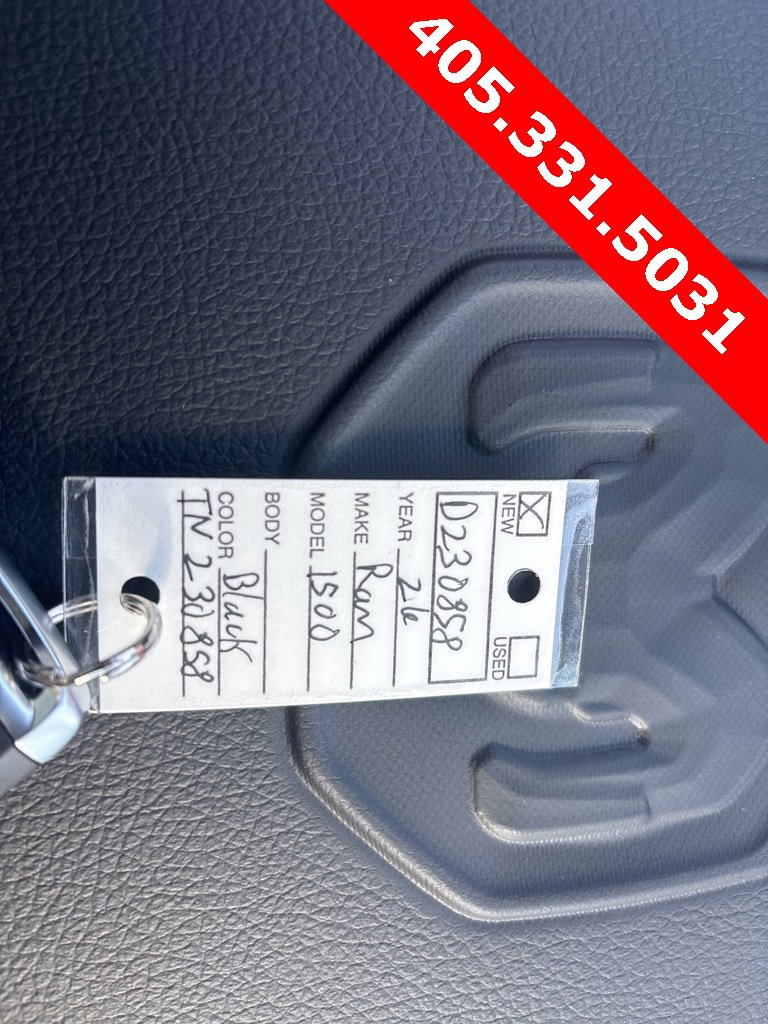 405.331.5031
NEW USED
D230858
YEAR 26
MAKE Ram
MODEL 1500
BODY
COLOR Black
TN 230858